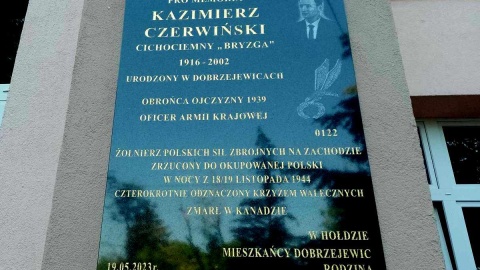 PRO MEMORIA
KAZIMIERZ
CZERWIŃSKI
CICHOCIEMNY „BRYZGA"
1916 - 2002
URODZONY W DOBRZEJEWICACH
OBROŃCA OJCZYZNY 1939
OFICER ARMII KRAJOWEJ
0122
ŻOŁNIERZ POLSKICH SIŁ ZBROJNYCH NA ZACHODZIE
ZRZUCONY DO OKUPOWANEJ POLSKI
W NOCY Z 18/19 LISTOPADA 1944
CZTEROKROTNIE ODZNACZONY KRZYŻEM WALECZNYCH
ZMARŁ W KANADZIE
W HOŁDZIE
MIESZKAŃCY DOBRZEJEWIC
19.05.2023r. RODZINA